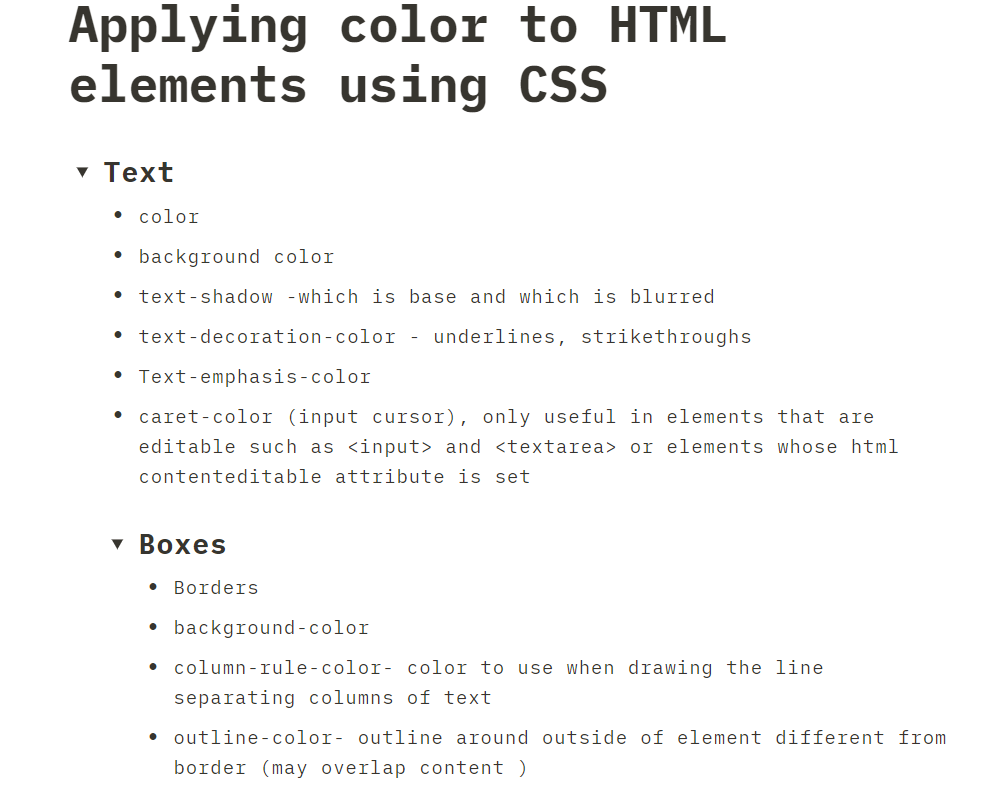 Applying color to HTML
elements using CSS
Text
color
background color
text-shadow -which is base and which is blurred
text-decoration-color - underlines, strikethroughs
Text-emphasis-color
caret-color (input cursor), only useful in elements that are
editable such as <input> and <textarea> or elements whose html
contenteditable attribute is set
Boxes
Borders
background-color
column-rule-color- color to use when drawing the line
separating columns of text
outline-color- outline around outside of element different from
border (may overlap content )